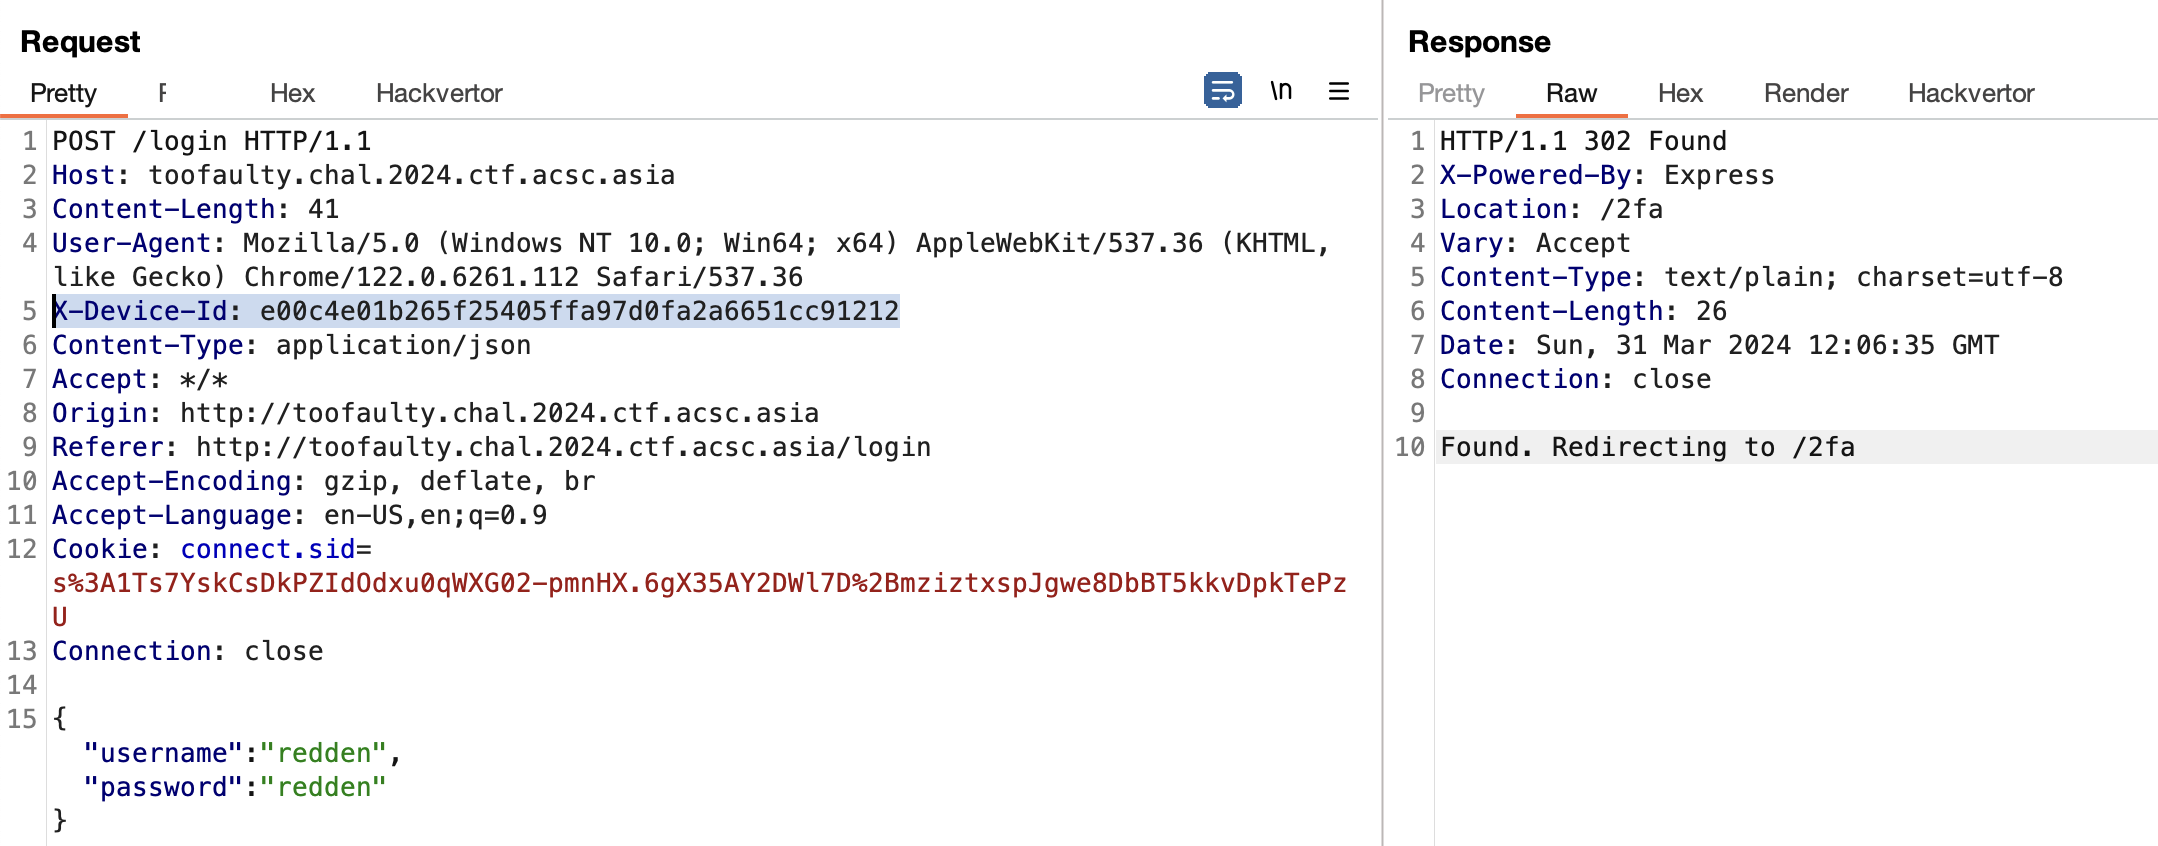 Request
Pretty Hex Hackvertor \n
1 POST /login HTTP/1.1
2 Host: toofaulty.chal.2024.ctf.acsc.asia
3 Content-Length: 41
4 User-Agent: Mozilla/5.0 (Windows NT 10.0; Win64; x64) AppleWebKit/537.36 (KHTML,
like Gecko) Chrome/122.0.6261.112 Safari/537.36
5 X-Device-Id: e00c4e01b265f25405ffa97d0fa2a6651cc91212
6 Content-Type: application/json
7 Accept: */*
8 Origin: http://toofaulty.chal.2024.ctf.acsc.asia
9 Referer: http://toofaulty.chal.2024.ctf.acsc.asia/login
10 Accept-Encoding: gzip, deflate, br
11 Accept-Language: en-US,en;q=0.9
12 Cookie: connect.sid=
s%3A1Ts7YskCsDkPZIdOdxu0qWXG02-pmnHX.6gX35AY2DWl7D%2BmziztxspJgwe8DbBT5kkvDpkTePz
U
13 Connection: close
14
15 {
"username":"redden",
"password":"redden"
}
Response
Pretty Raw Hex Render Hackvertor
1 HTTP/1.1 302 Found
2 X-Powered-By: Express
3 Location: /2fa
4 Vary: Accept
5 Content-Type: text/plain; charset=utf-8
6 Content-Length: 26
7 Date: Sun, 31 Mar 2024 12:06:35 GMT
8 Connection: close
9
10 Found. Redirecting to /2fa